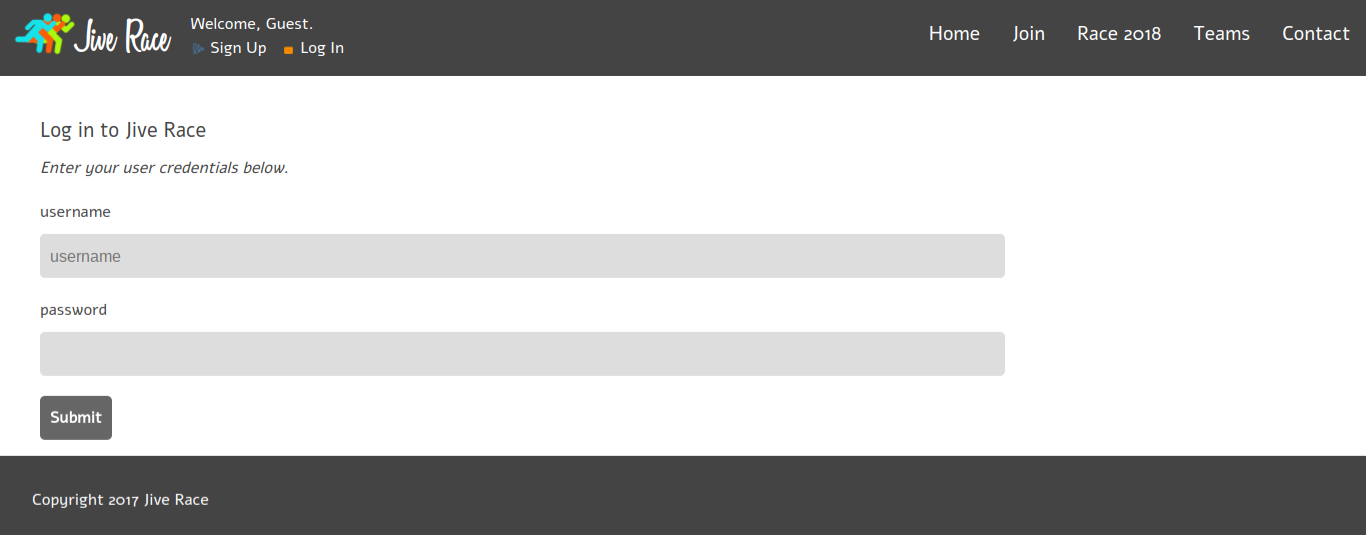 Jive Race
Welcome, Guest.
Sign Up Log In
Home Join Race 2018 Teams Contact
Log in to Jive Race
Enter your user credentials below.
username
username
password
Submit
Copyright 2017 Jive Race